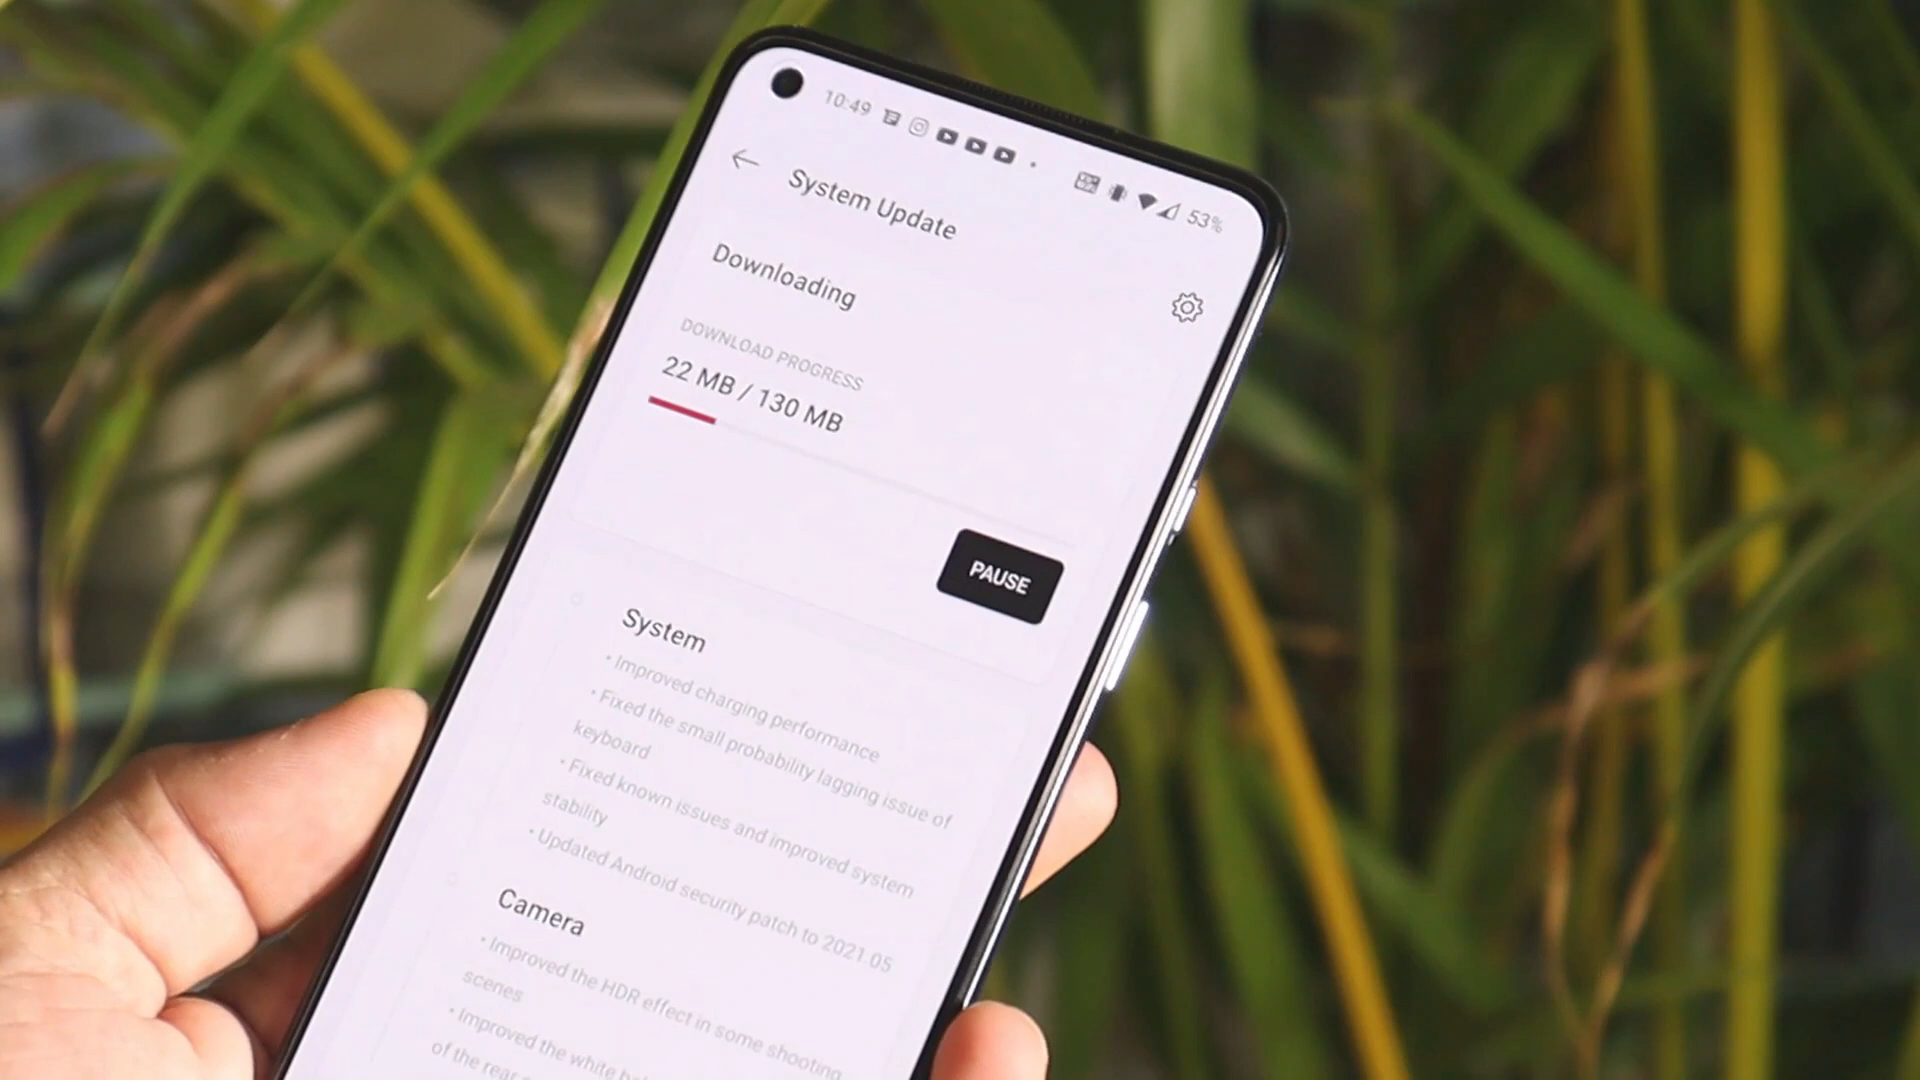 10:49
53%
System Update
Downloading
DOWNLOAD PROGRESS
22 MB / 130 MB
PAUSE
System
• Improved charging performance
• Fixed the small probability lagging issue of
keyboard
• Fixed known issues and improved system
stability
• Updated Android security patch to 2021.05
Camera
• Improved the HDR effect in some shooting
scenes
• Improved the white
of the rear